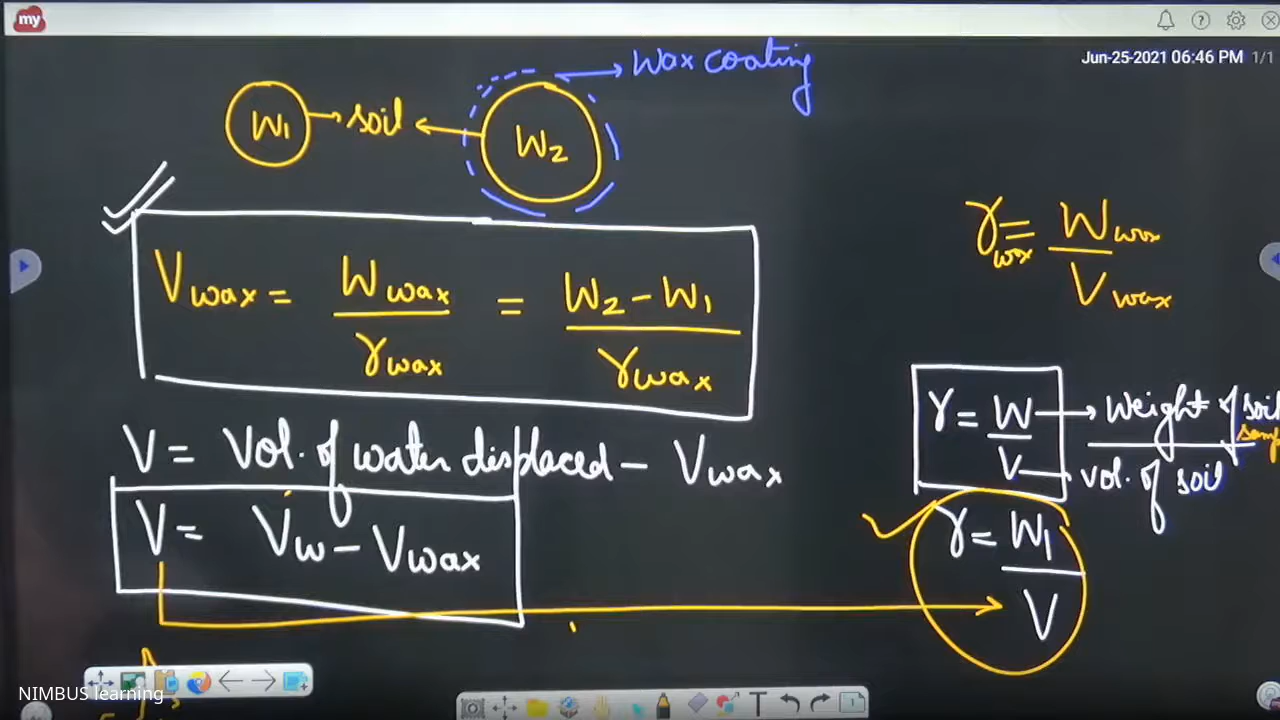 my
Jun-25-2021 06:46 PM 1/1
Wax coating
W1 → soil ← W2
γwax = Wwax / Vwax
Vwax = Wwax / γwax = W2 - W1 / γwax
γ = W / V
Weight of soil
vol. of soil
V = Vol. of water displaced - Vwax
V = Vw - Vwax
γ = W1 / V
NIMBUS learning
T